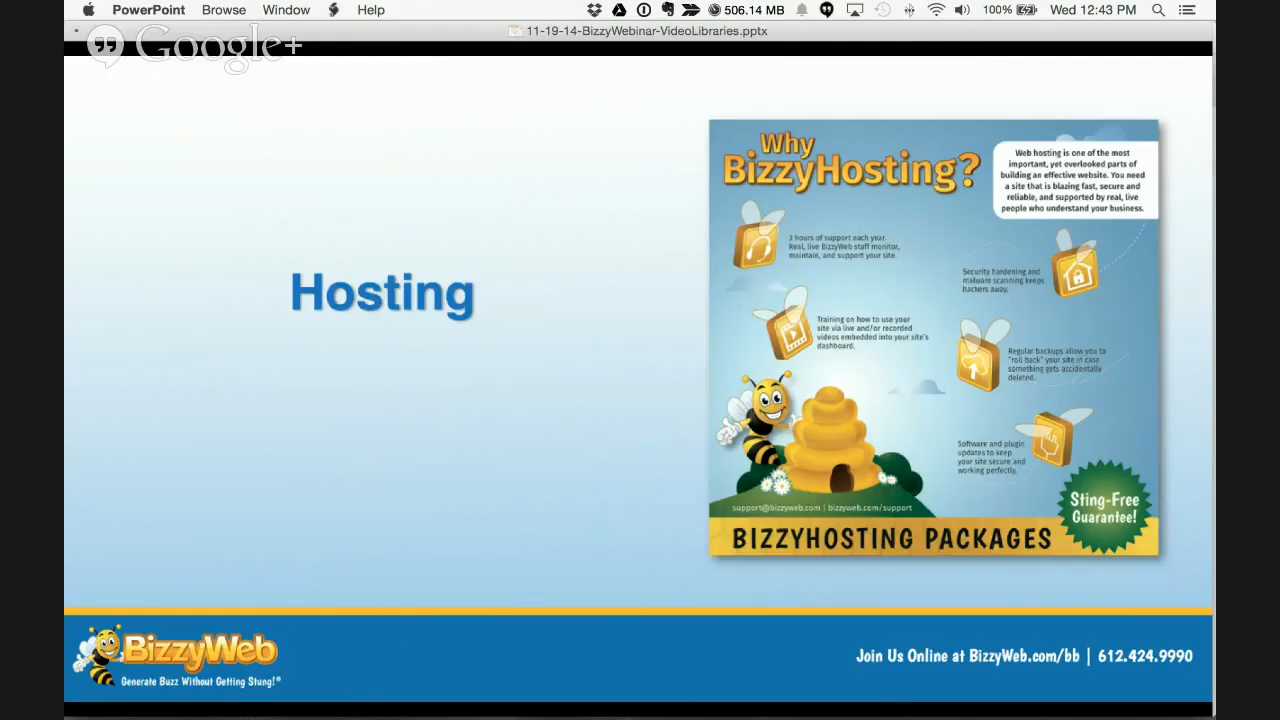 PowerPoint Browse Window Help 506.14 MB 100% Wed 12:43 PM
11-19-14-BizzyWebinar-VideoLibraries.pptx
Google+
Hosting
Why
BizzyHosting?
Web hosting is one of the most
important, yet overlooked parts of
building an effective website. You need
a site that is blazing fast, secure and
reliable, and supported by real, live
people who understand your business.
3 hours of support each year.
Real, live BizzyWeb staff monitor,
maintain, and support your site.
Security hardening and
malware scanning keeps
hackers away.
Training on how to use your
site via live and/or recorded
videos embedded into your site's
dashboard.
Regular backups allow you to
"roll back" your site in case
something gets accidentally
deleted.
Software and plugin
updates to keep
your site secure and
working perfectly.
Sting-Free
Guarantee!
support@bizzyweb.com | bizzyweb.com/support
BIZZYHOSTING PACKAGES
BizzyWeb
Generate Buzz Without Getting Stung!®
Join Us Online at BizzyWeb.com/bb | 612.424.9990